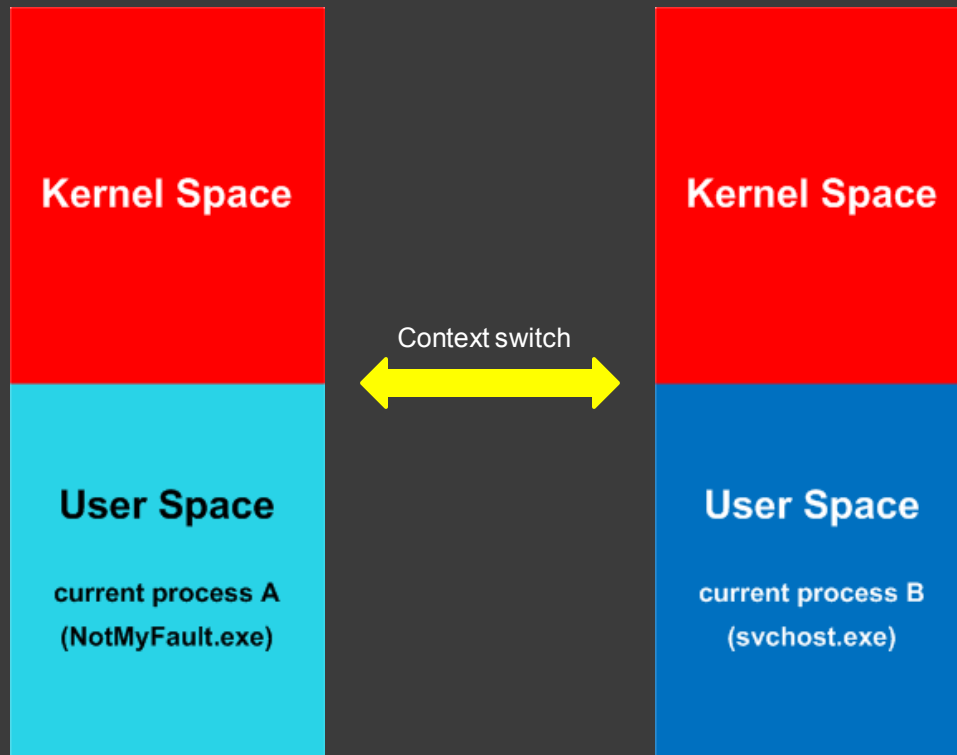 Kernel Space
Kernel Space
Context switch
User Space
current process A
(NotMyFault.exe)
User Space
current process B
(svchost.exe)